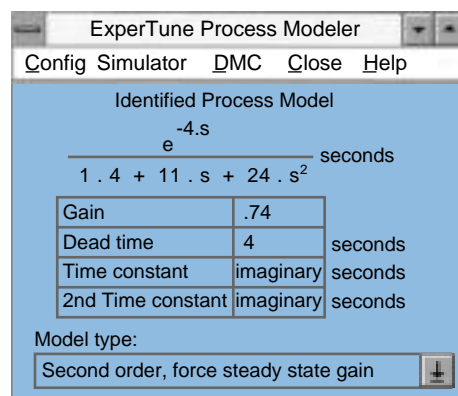 ExperTune Process Modeler
Config Simulator DMC Close Help
Identified Process Model
e^-4.s
1 . 4 + 11 . s + 24 . s² seconds
Gain .74
Dead time 4 seconds
Time constant imaginary seconds
2nd Time constant imaginary seconds
Model type:
Second order, force steady state gain